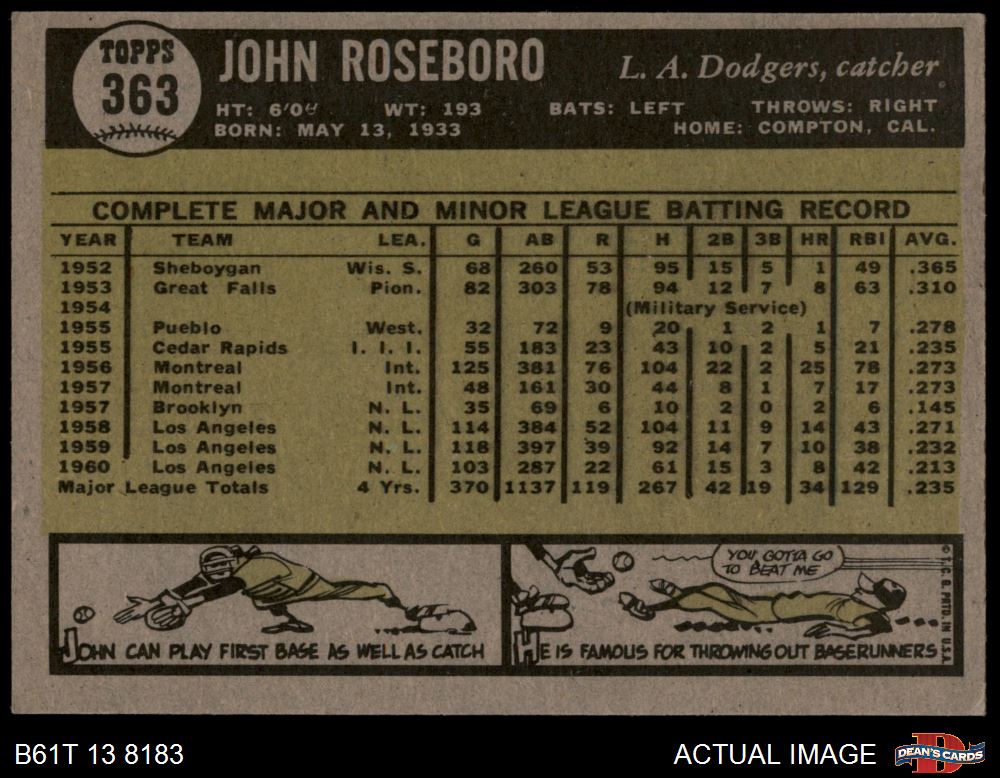 TOPPS
363
JOHN ROSEBORO
L. A. Dodgers, catcher
HT: 6'0" WT: 193 BATS: LEFT THROWS: RIGHT
BORN: MAY 13, 1933 HOME: COMPTON, CAL.
COMPLETE MAJOR AND MINOR LEAGUE BATTING RECORD
YEAR TEAM LEA. G AB R H 2B 3B HR RBI AVG.
1952 Sheboygan Wis. S. 68 260 53 95 15 5 1 49 .365
1953 Great Falls Pion. 82 303 78 94 12 7 8 63 .310
1954 (Military Service)
1955 Pueblo West. 32 72 9 20 1 2 1 7 .278
1955 Cedar Rapids I. I. I. 55 183 23 43 10 2 5 21 .235
1956 Montreal Int. 125 381 76 104 22 2 25 78 .273
1957 Montreal Int. 48 161 30 44 8 1 7 17 .273
1957 Brooklyn N. L. 35 69 6 10 2 0 2 6 .145
1958 Los Angeles N. L. 114 384 52 104 11 9 14 43 .271
1959 Los Angeles N. L. 118 397 39 92 14 7 10 38 .232
1960 Los Angeles N. L. 103 287 22 61 15 3 8 42 .213
Major League Totals 4 Yrs. 370 1137 119 267 42 19 34 129 .235
JOHN CAN PLAY FIRST BASE AS WELL AS CATCH
YOU GOTTA GO
TO BEAT ME
HE IS FAMOUS FOR THROWING OUT BASERUNNERS
© T. C. G. PRTD. IN U.S.A.
B61T 13 8183
ACTUAL IMAGE
DEAN'S CARDS